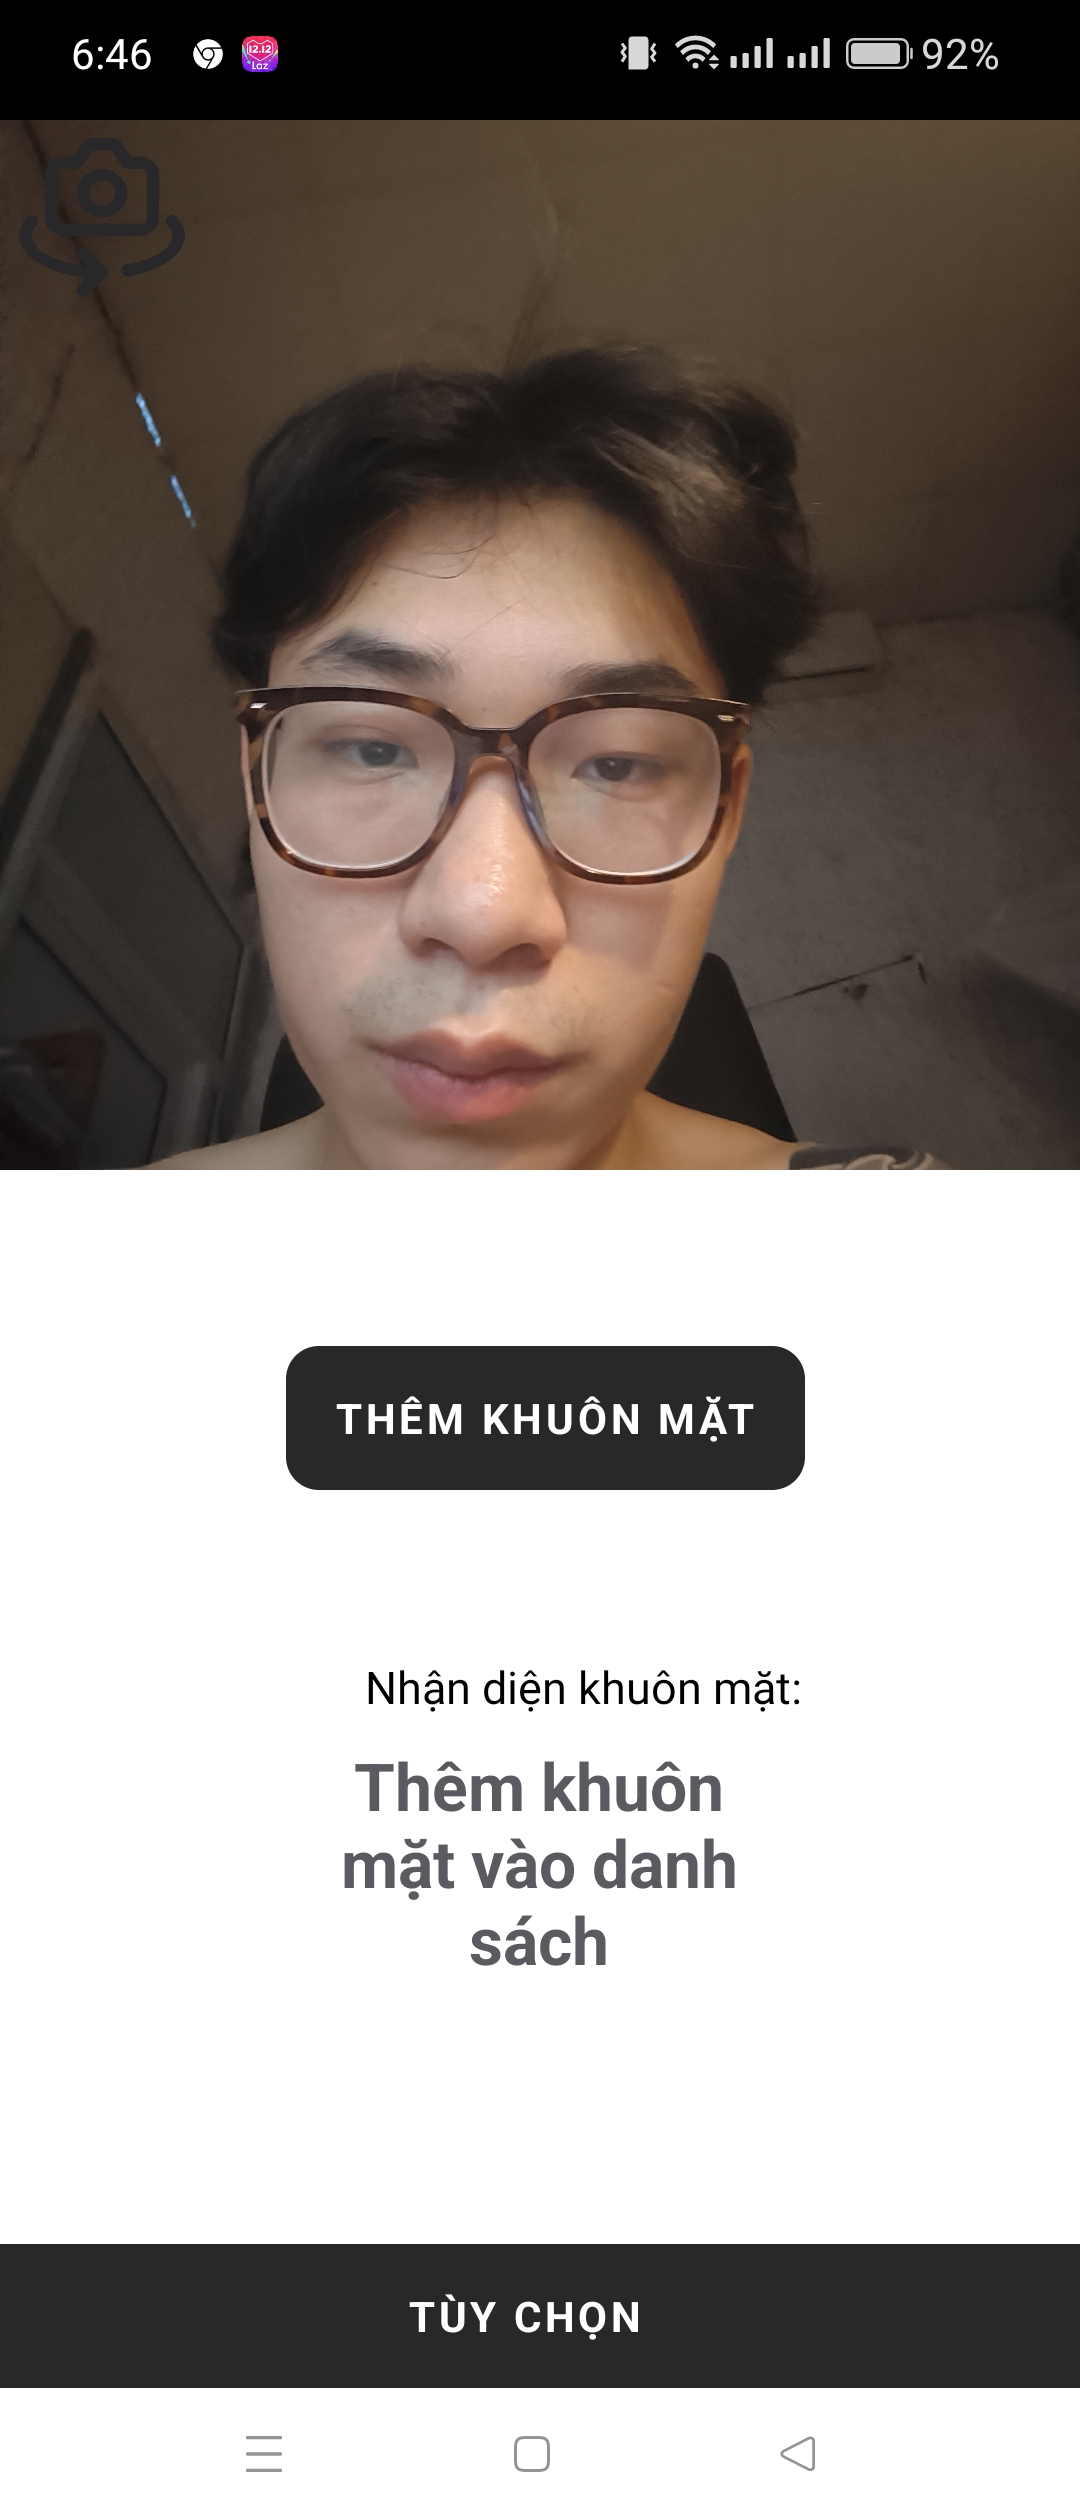 6:46
12.12
Laz
92%
THÊM KHUÔN MẶT
Nhận diện khuôn mặt:
Thêm khuôn
mặt vào danh
sách
TÙY CHỌN